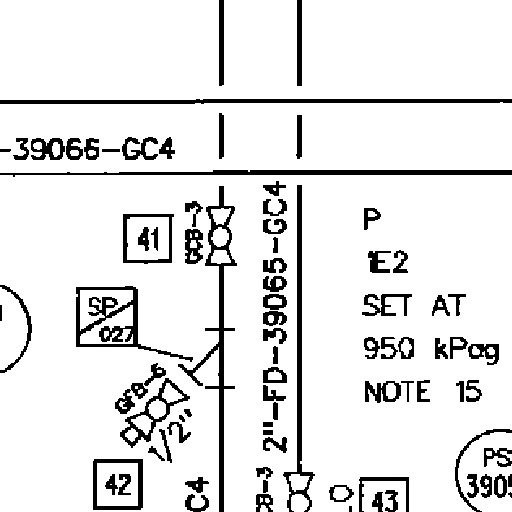 -39066-GC4
41
GCB-3
2"-FD-39065-GC4
P
1E2
SET AT
950 kPag
NOTE 15
SP
027
GFB-6
2"
42
C4
B-3
43
PS
3905